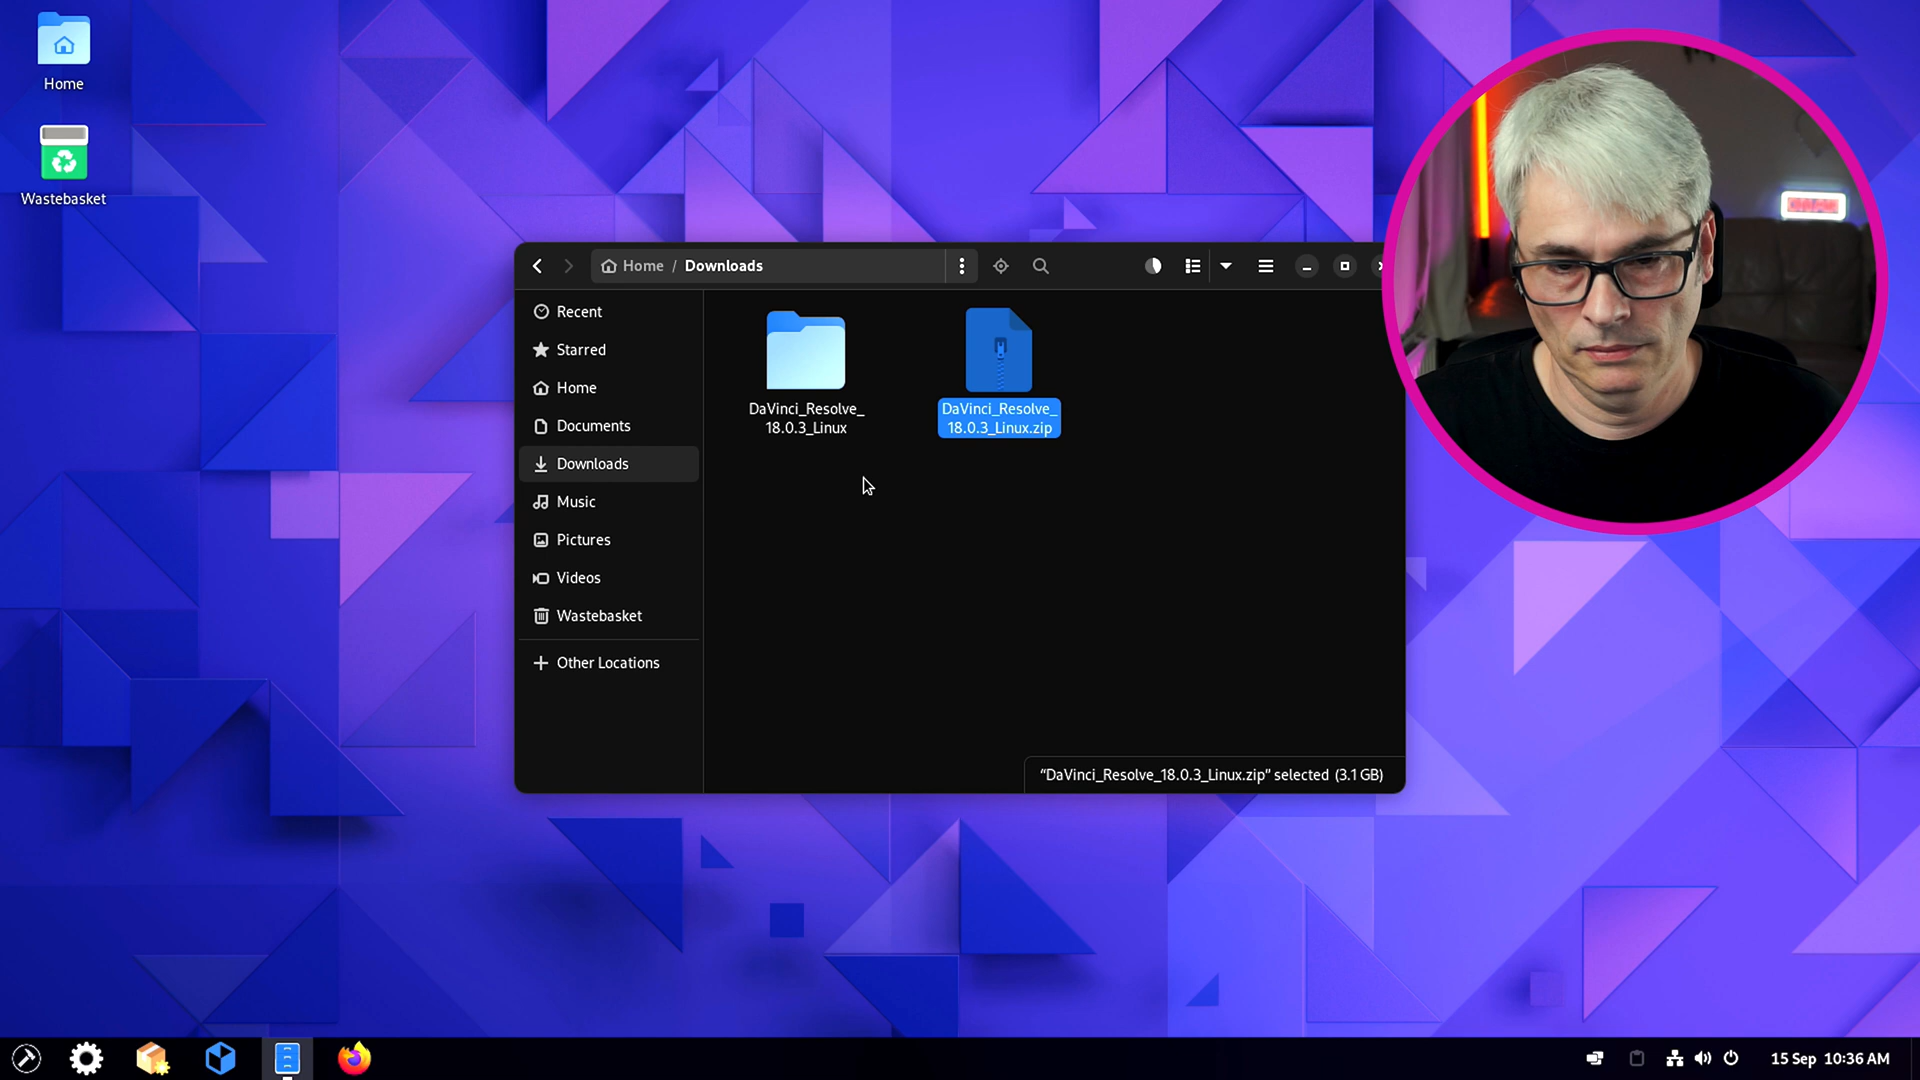 Home
Wastebasket
Home / Downloads
Recent
Starred
Home
Documents
Downloads
Music
Pictures
Videos
Wastebasket
Other Locations
DaVinci_Resolve_
18.0.3_Linux
DaVinci_Resolve_
18.0.3_Linux.zip
“DaVinci_Resolve_18.0.3_Linux.zip” selected (3.1 GB)
15 Sep 10:36 AM